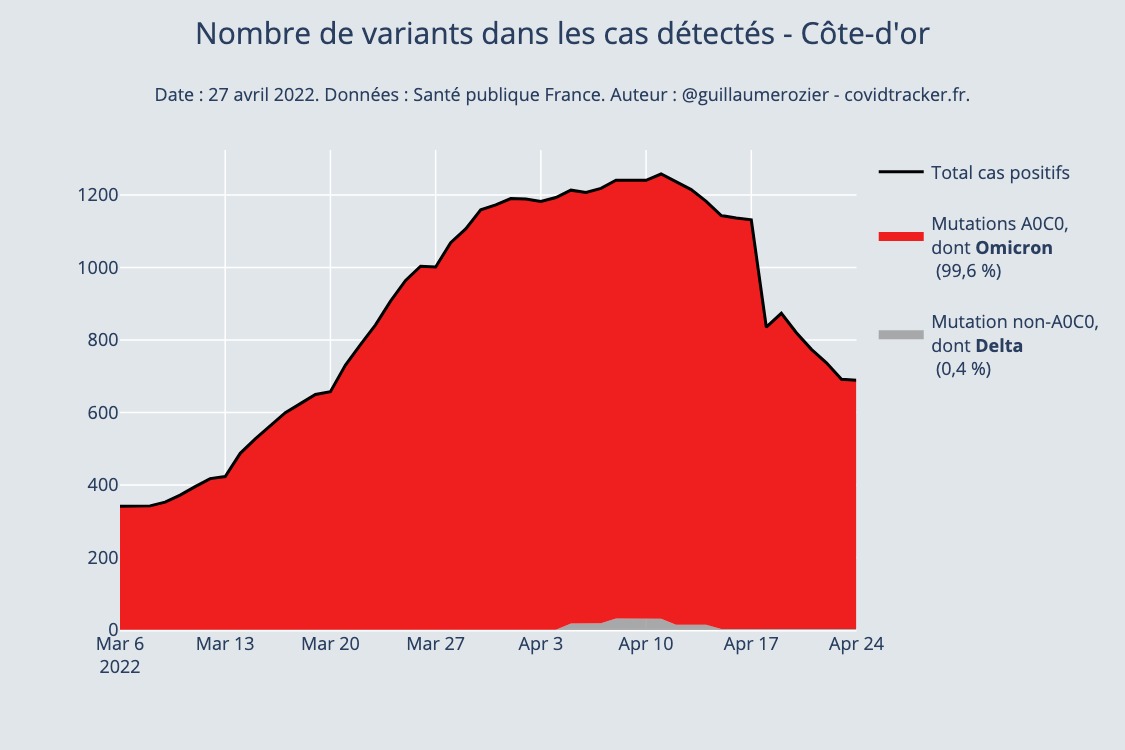 Nombre de variants dans les cas détectés - Côte-d'or
Date : 27 avril 2022. Données : Santé publique France. Auteur : @guillaumerozier - covidtracker.fr.
Total cas positifs
Mutations A0C0,
dont Omicron
(99,6 %)
Mutation non-A0C0,
dont Delta
(0,4 %)
1200
1000
800
600
400
200
0
Mar 6 Mar 13 Mar 20 Mar 27 Apr 3 Apr 10 Apr 17 Apr 24
2022